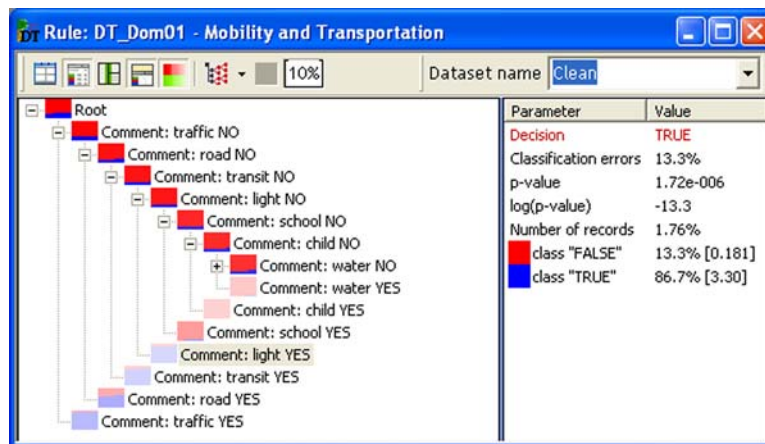 DT Rule: DT_Dom01 - Mobility and Transportation
10% Dataset name Clean
Root
Comment: traffic NO
Comment: road NO
Comment: transit NO
Comment: light NO
Comment: school NO
Comment: child NO
Comment: water NO
Comment: water YES
Comment: child YES
Comment: school YES
Comment: light YES
Comment: transit YES
Comment: road YES
Comment: traffic YES
Parameter Value
Decision TRUE
Classification errors 13.3%
p-value 1.72e-006
log(p-value) -13.3
Number of records 1.76%
class "FALSE" 13.3% [0.181]
class "TRUE" 86.7% [3.30]